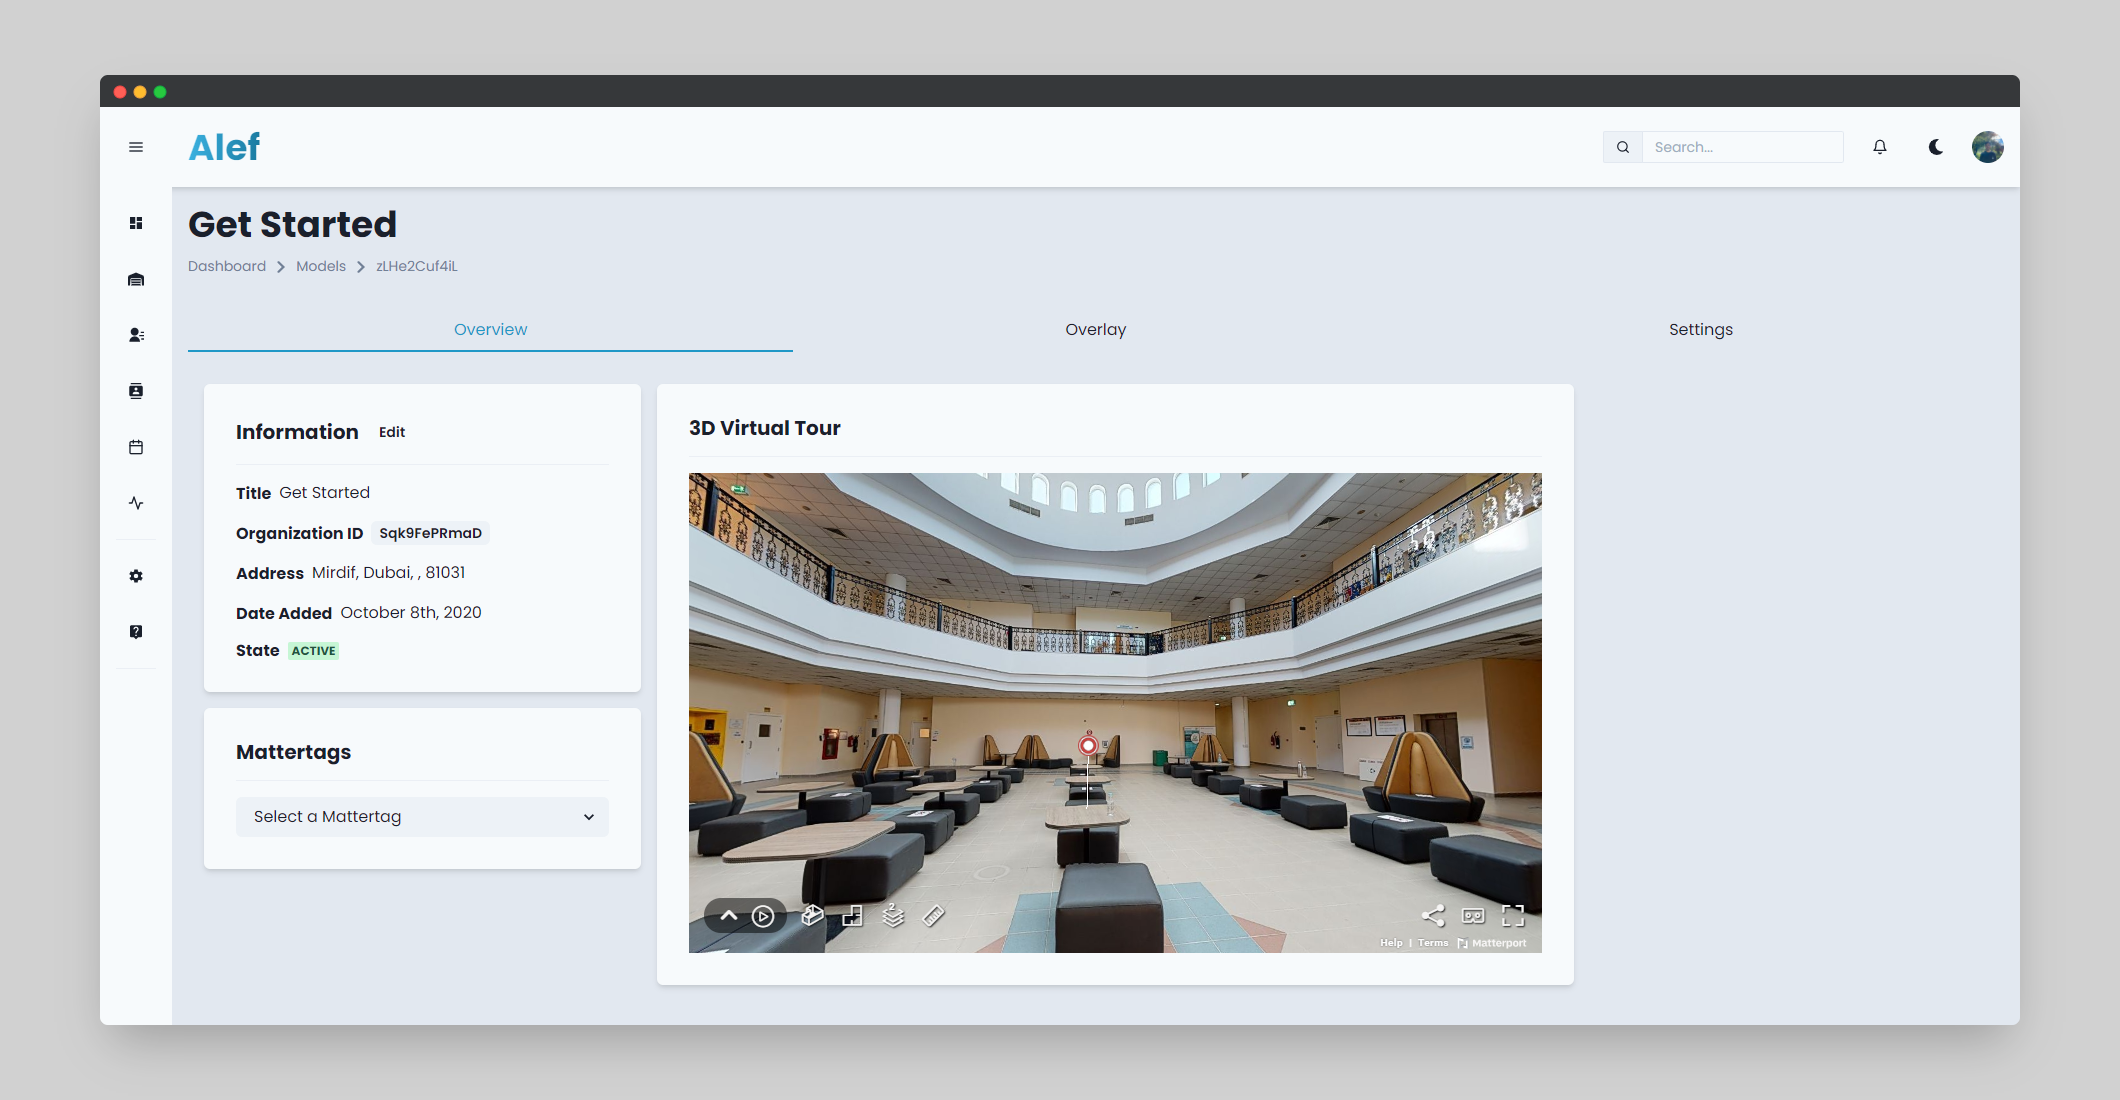 Alef
Search...
Get Started
Dashboard Models zLHe2Cuf4iL
Overview Overlay Settings
Information Edit
Title Get Started
Organization ID Sqk9FePRmaD
Address Mirdif, Dubai, , 81031
Date Added October 8th, 2020
State ACTIVE
Mattertags
Select a Mattertag
3D Virtual Tour
2
Help | Terms Matterport